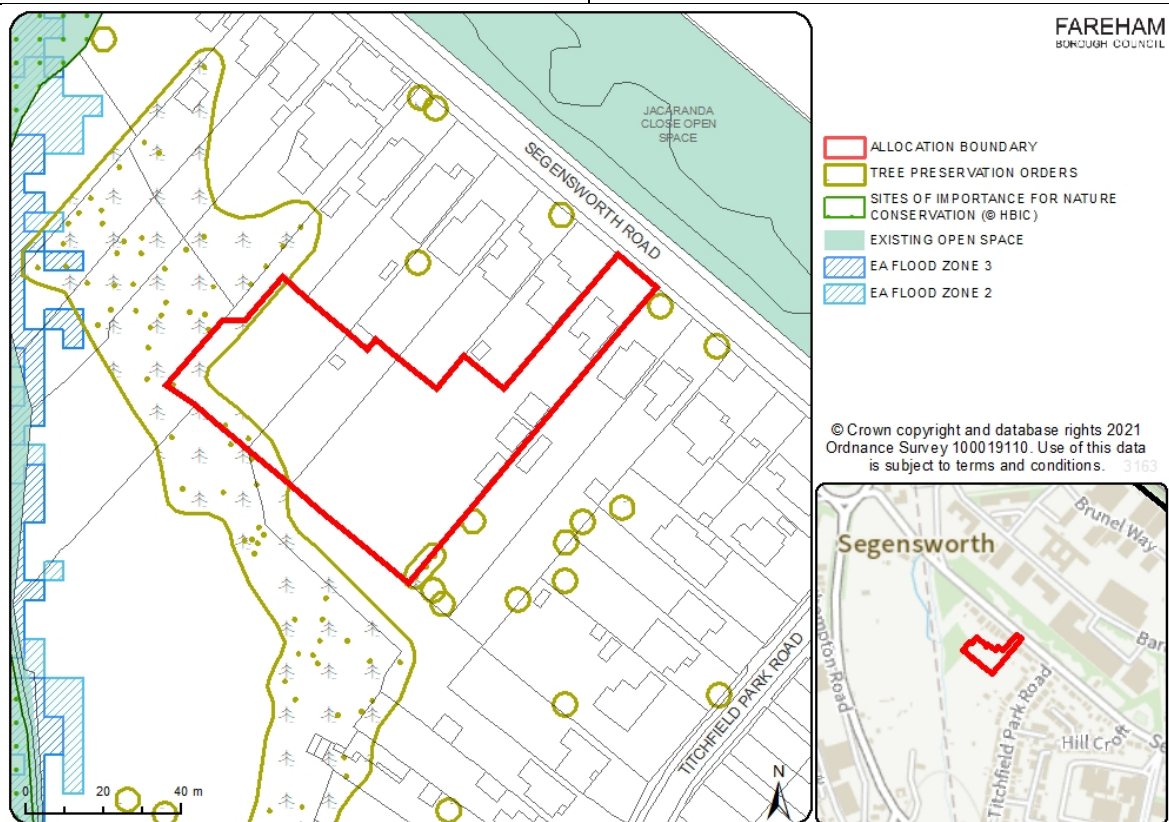 FAREHAM
BOROUGH COUNCIL
JACARANDA
CLOSE OPEN
SPACE
SEGENSWORTH ROAD
TITCHFIELD PARK ROAD
0 20 40 m
N
ALLOCATION BOUNDARY
TREE PRESERVATION ORDERS
SITES OF IMPORTANCE FOR NATURE
CONSERVATION (© HBIC)
EXISTING OPEN SPACE
EA FLOOD ZONE 3
EA FLOOD ZONE 2
© Crown copyright and database rights 2021
Ordnance Survey 100019110. Use of this data
is subject to terms and conditions. 3163
Segensworth
Brunel Way
Titchfield Park Road
Hill Croft